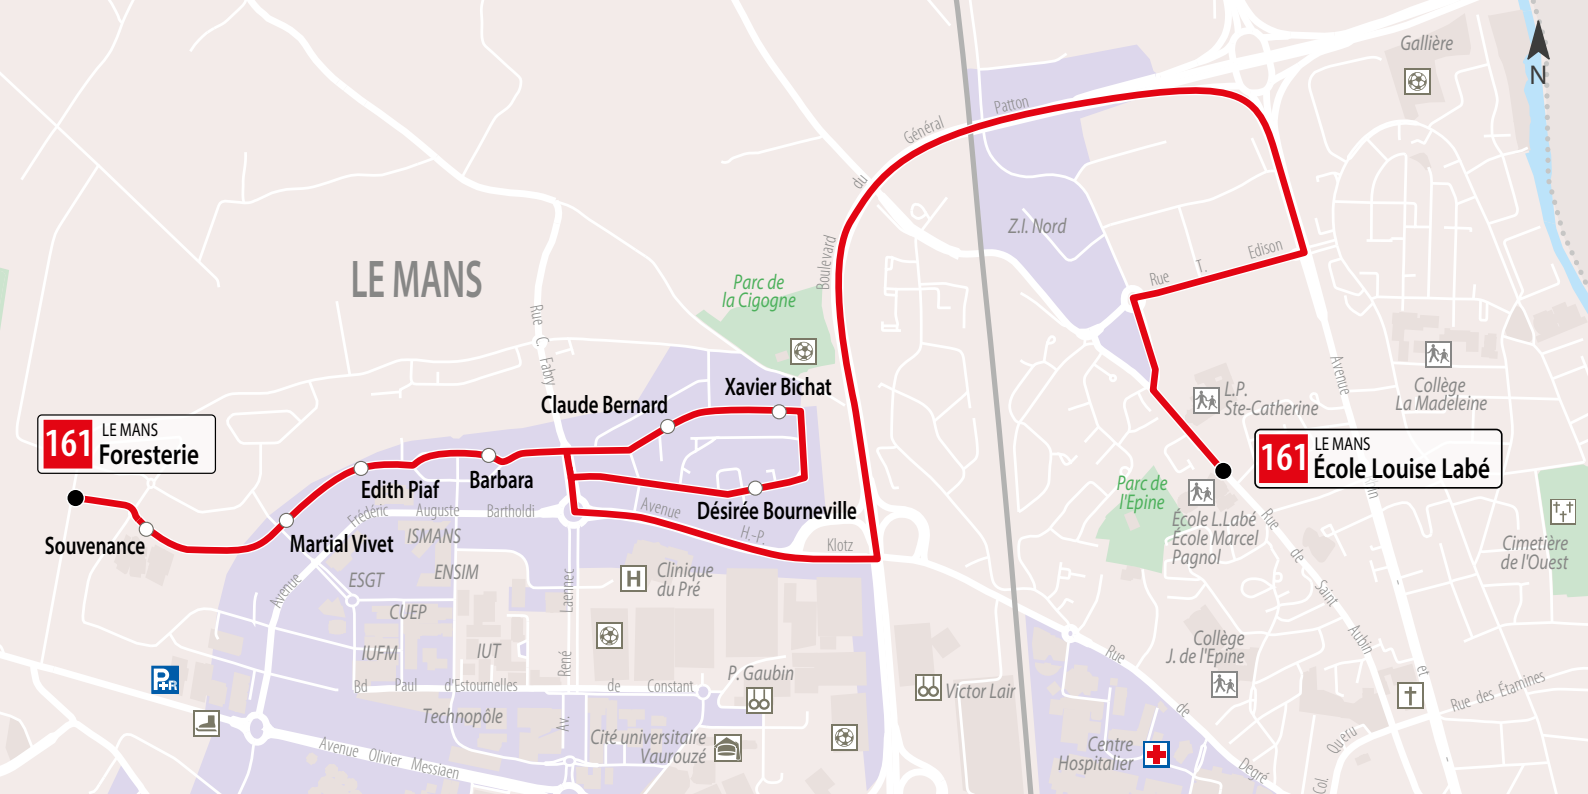 Gallière
N
Patton
Général
du
Boulevard
Z.I. Nord
Rue T. Edison
LE MANS
Parc de
la Cigogne
Rue C. Fabry
Avenue
Collège
La Madeleine
L.P.
Ste-Catherine
Xavier Bichat
Claude Bernard
161
LE MANS
Foresterie
161
LE MANS
École Louise Labé
Barbara
Edith Piaf
Désirée Bourneville
Souvenance
Martial Vivet
Frédéric Auguste Bartholdi
Avenue H.-P. Klotz
Parc de
l'Epine
École L.Labé
Ecole Marcel
Pagnol
Cimetière
de l'Ouest
ISMANS
ENSIM
ESGT
CUEP
IUFM
IUT
Avenue
H
Clinique
du Pré
Av. René Laennec
Rue de Saint Aubin
et
Collège
J. de l'Epine
P+R
Bd Paul d'Estournelles de Constant
P. Gaubin
Victor Lair
Technopôle
Cité universitaire
Vaurouzé
Avenue Olivier Messiaen
Centre
Hospitalier
Rue de Degré
Rue des Étamines
Col. Queru